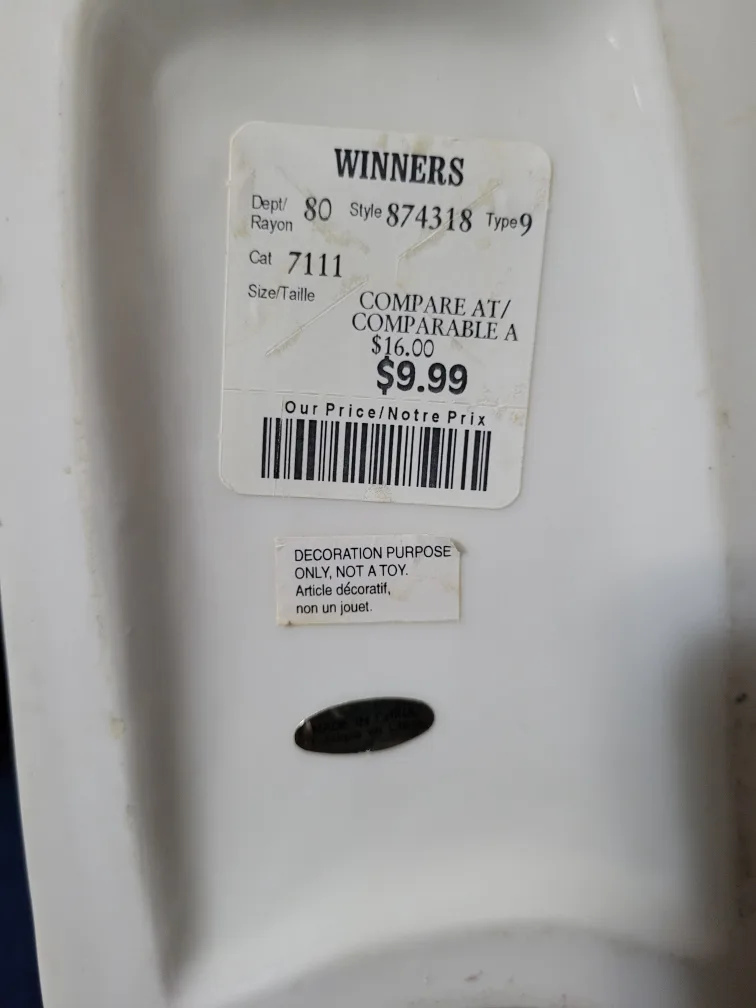 WINNERS
Dept/ Rayon 80 Style 874318 Type 9
Cat 7111
Size/Taille
COMPARE AT/
COMPARABLE A
$16.00
$9.99
Our Price/Notre Prix
DECORATION PURPOSE
ONLY, NOT A TOY.
Article décoratif,
non un jouet.